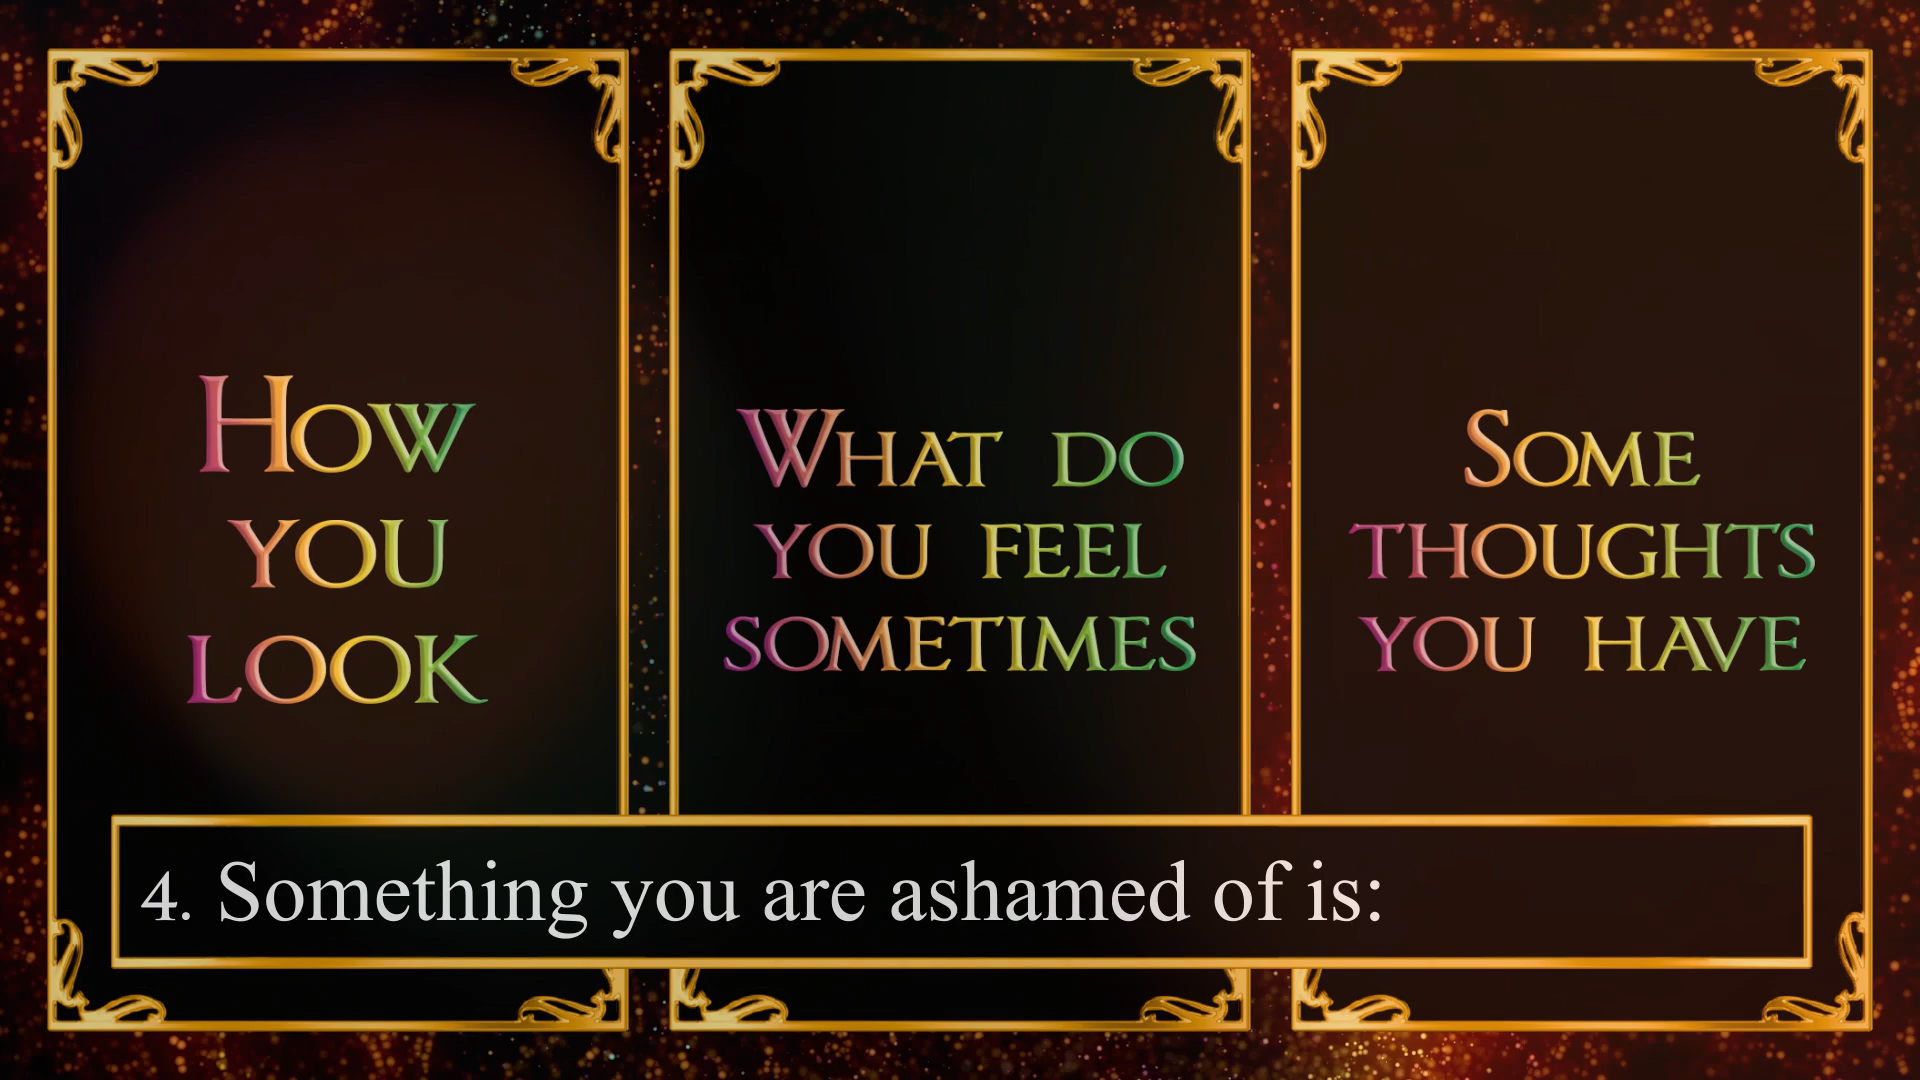 How
you
look
What do
you feel
sometimes
Some
thoughts
you have
4. Something you are ashamed of is: